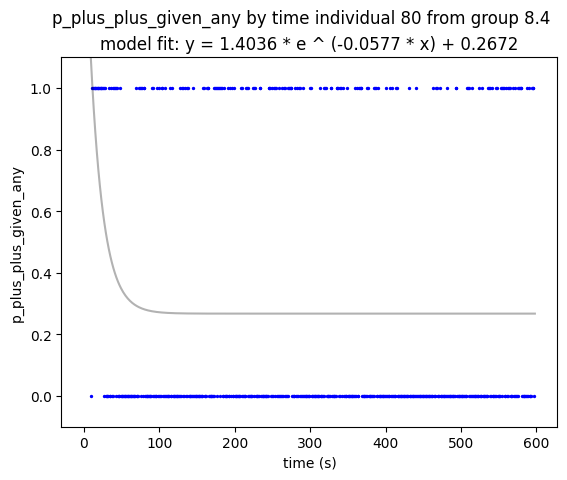 p_plus_plus_given_any by time individual 80 from group 8.4
model fit: y = 1.4036 * e ^ (-0.0577 * x) + 0.2672
1.0
0.8
0.6
0.4
0.2
0.0
p_plus_plus_given_any
0 100 200 300 400 500 600
time (s)